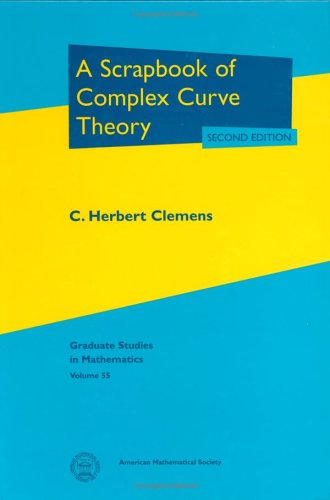 A Scrapbook of
Complex Curve
Theory
SECOND EDITION
C. Herbert Clemens
Graduate Studies
in Mathematics
Volume 55
American Mathematical Society